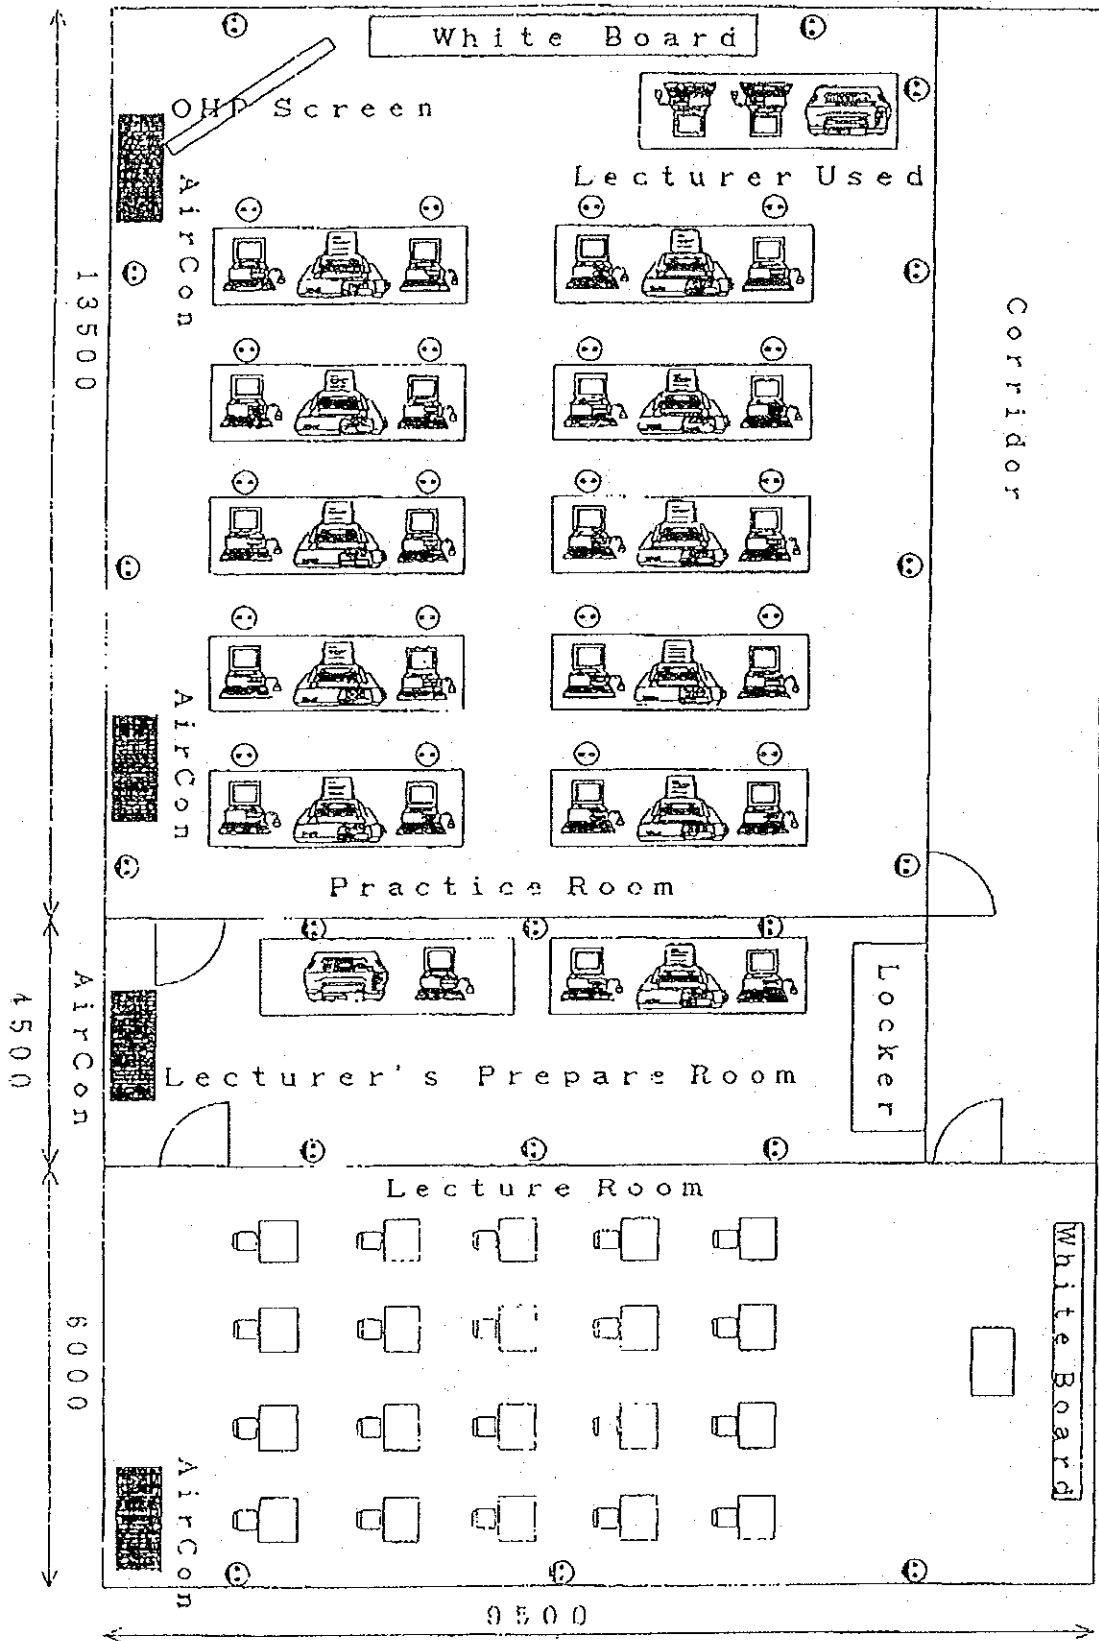 White Board
OHP Screen
Lecturer Used
AirCon
13500
Corridor
AirCon
Practice Room
AirCon
4500
Locker
Lecturer's Prepare Room
Lecture Room
White Board
6000
AirCon
9500